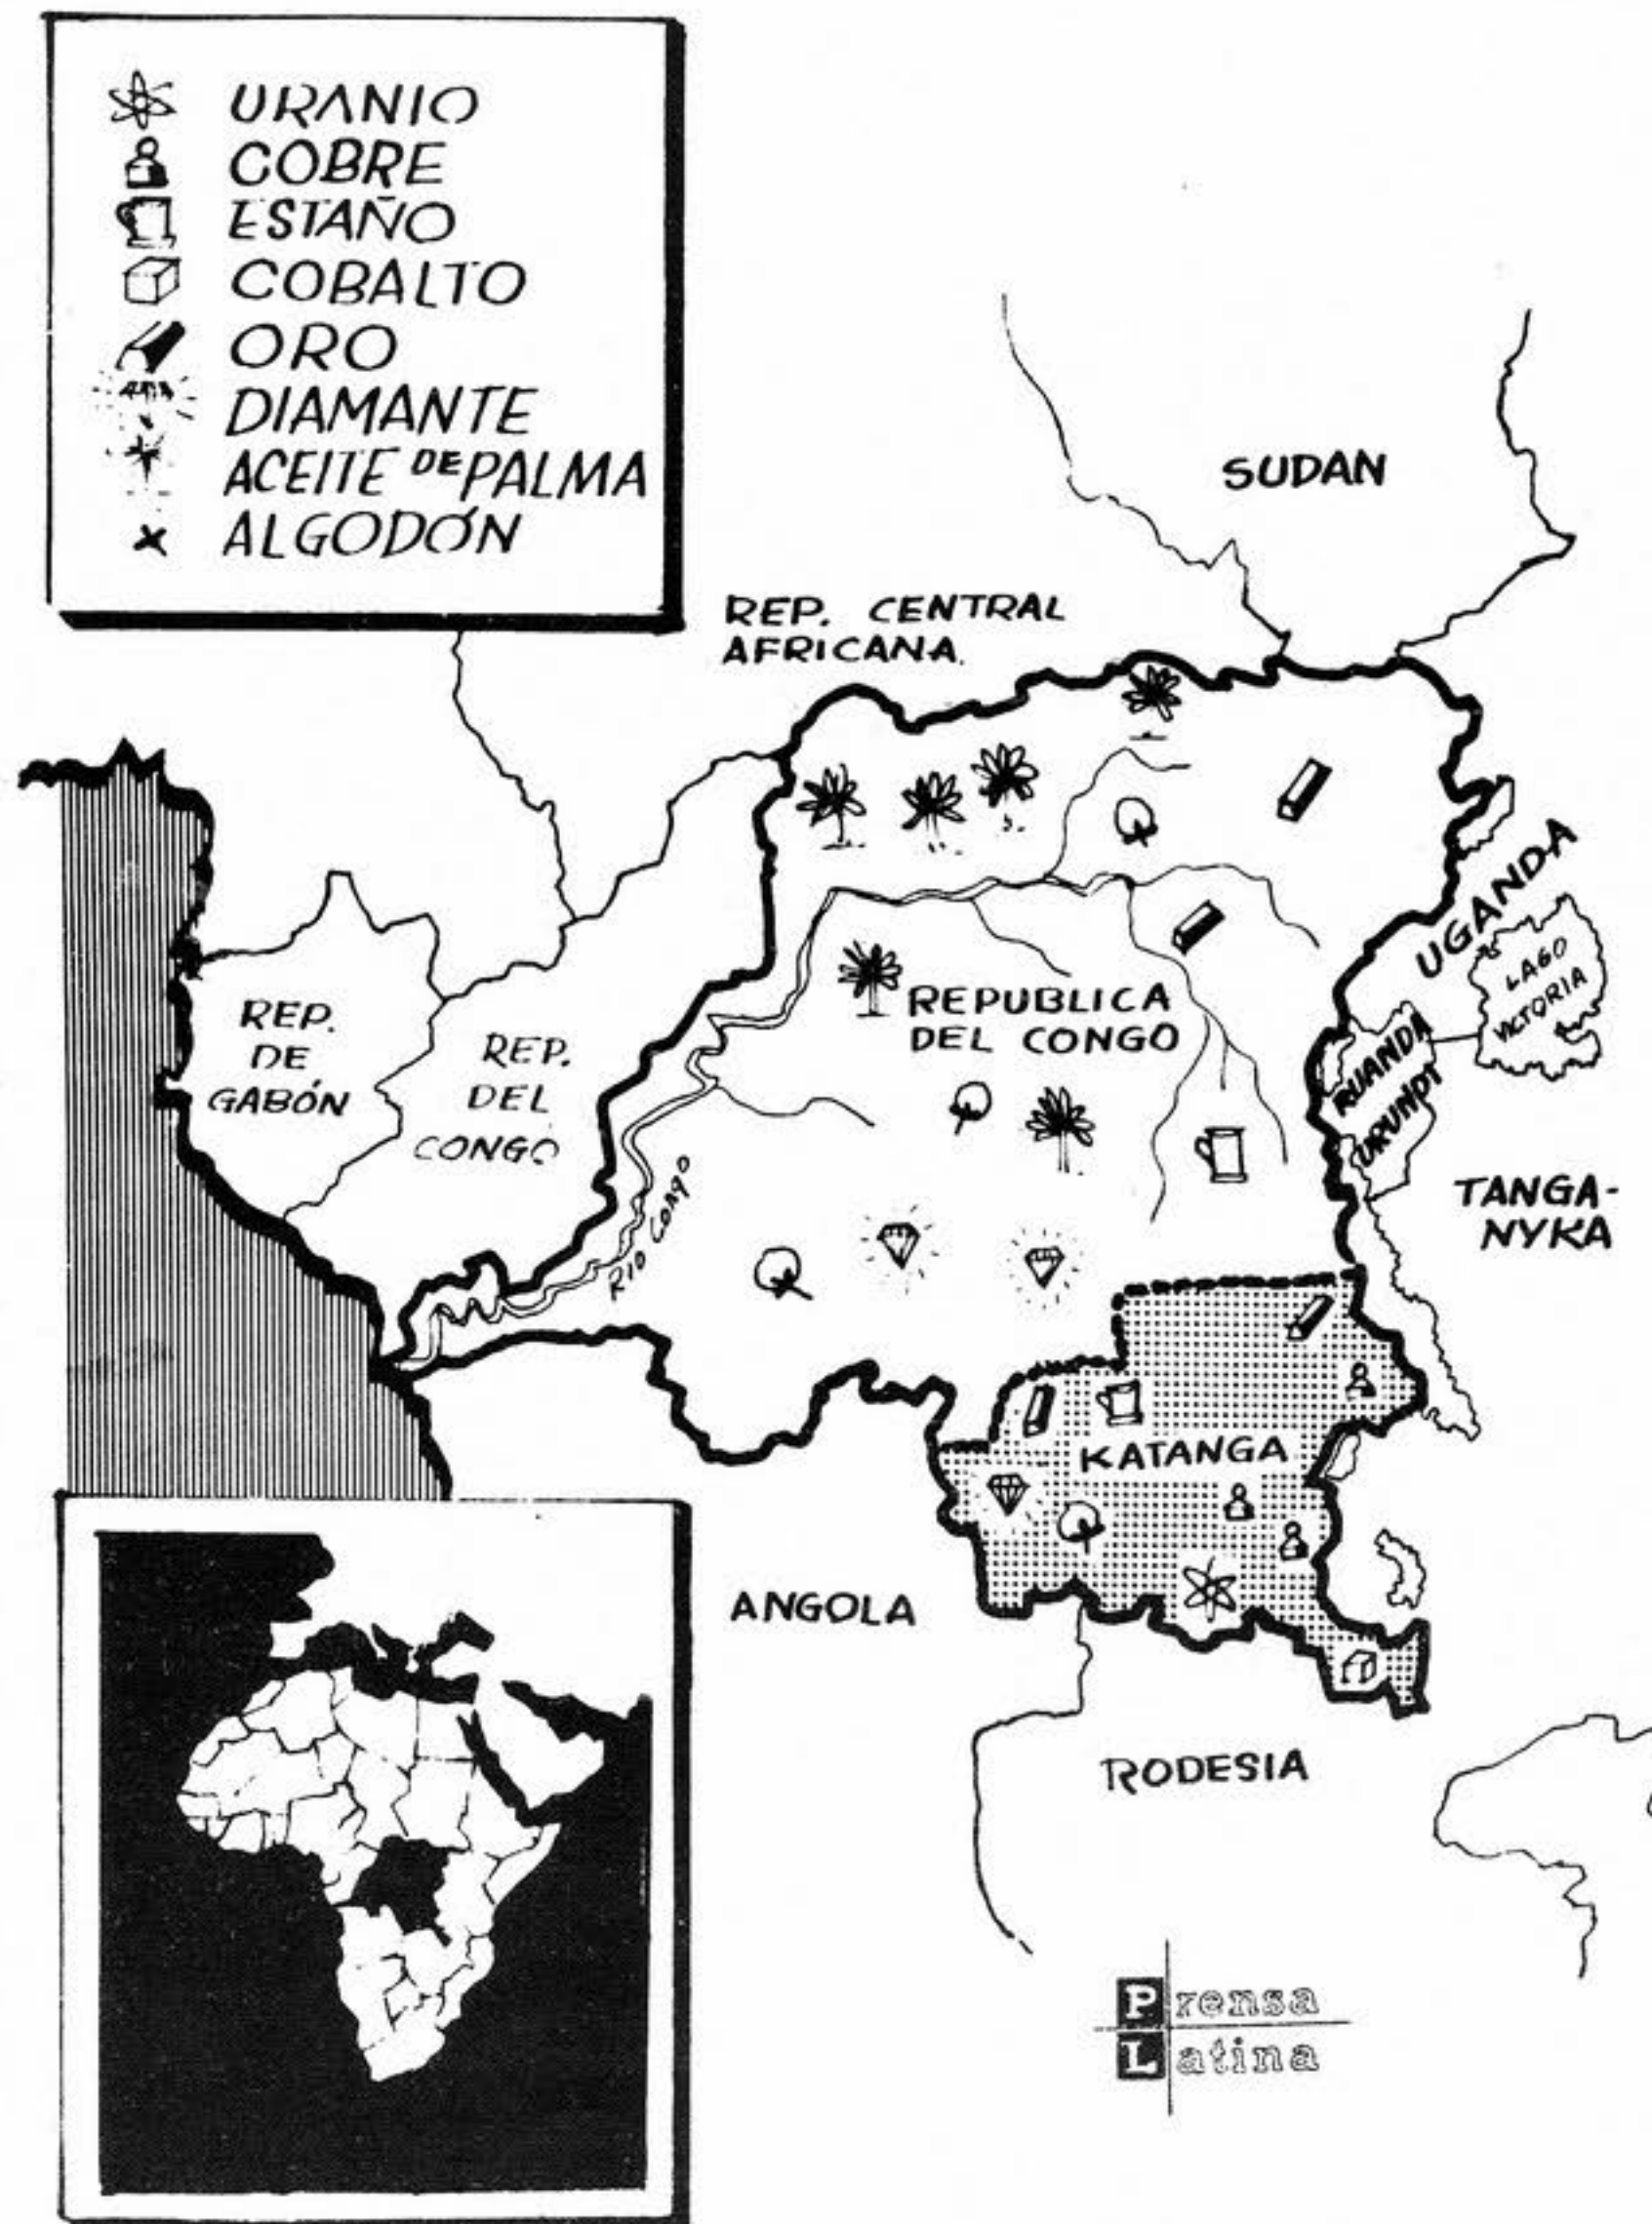 URANIO
COBRE
ESTAÑO
COBALTO
ORO
DIAMANTE
ACEITE DE PALMA
ALGODÓN
SUDAN
REP. CENTRAL
AFRICANA.
UGANDA
LAGO
VICTORIA
REP.
DE
GABÓN
REP.
DEL
CONGO
REPUBLICA
DEL CONGO
RUANDA
URUNDI
RIO CONGO
TANGA-
NYKA
KATANGA
ANGOLA
RODESIA
Prensa
Latina